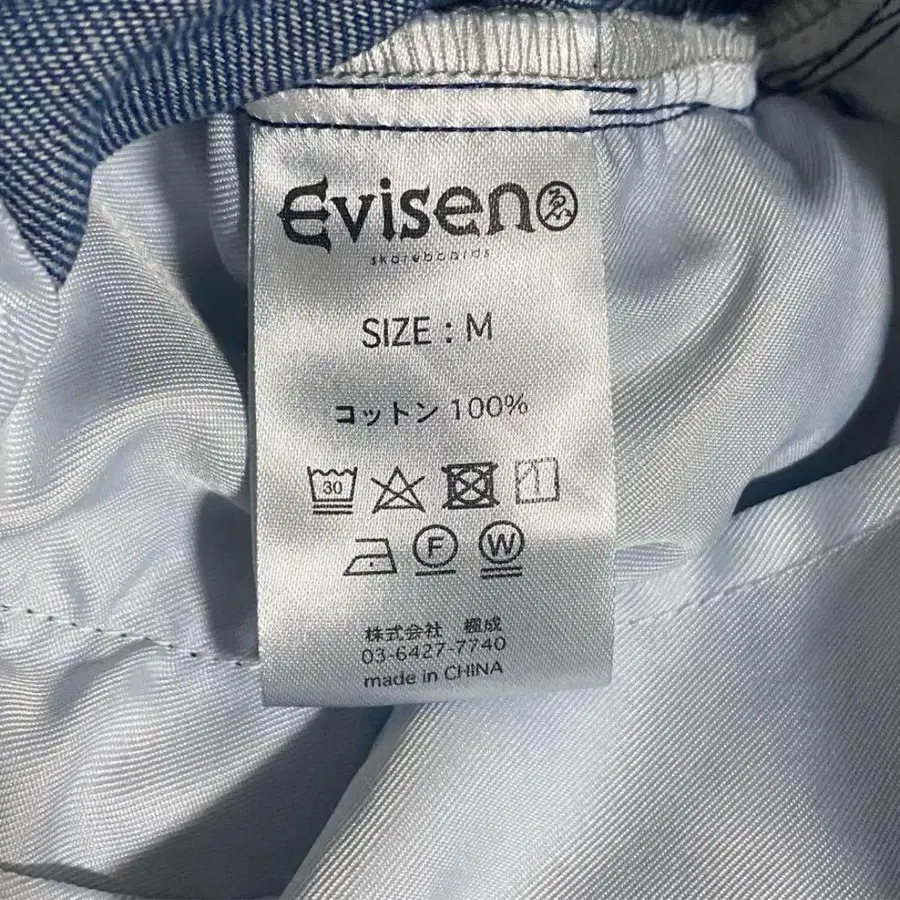 Evisen ゑ
skateboards
SIZE : M
コットン 100%
30
F W
株式会社 楓成
03-6427-7740
made in CHINA